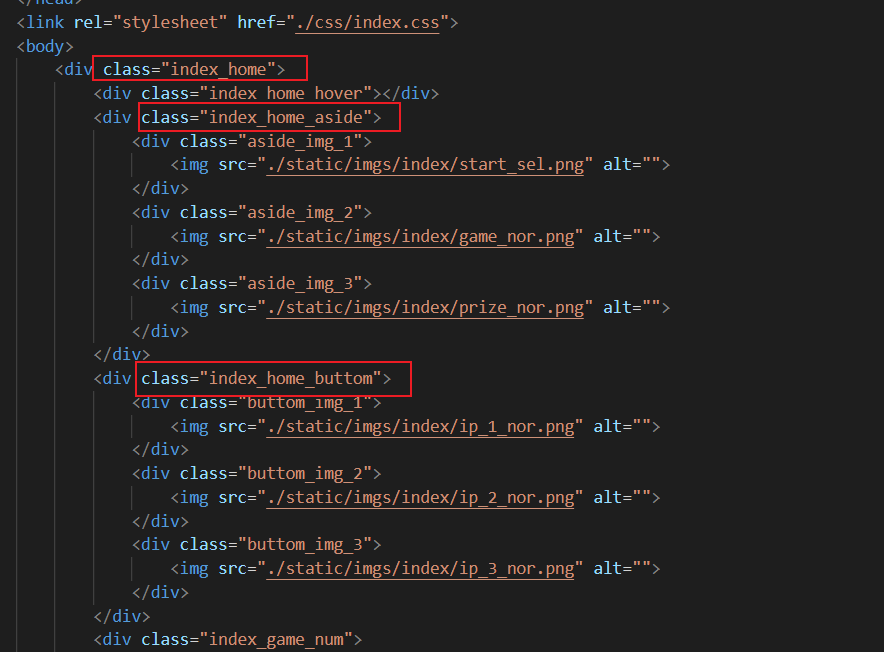 </head>
<link rel="stylesheet" href="./css/index.css">
<body>
<div class="index_home">
<div class="index_home_hover"></div>
<div class="index_home_aside">
<div class="aside_img_1">
<img src="./static/imgs/index/start_sel.png" alt="">
</div>
<div class="aside_img_2">
<img src="./static/imgs/index/game_nor.png" alt="">
</div>
<div class="aside_img_3">
<img src="./static/imgs/index/prize_nor.png" alt="">
</div>
</div>
<div class="index_home_buttom">
<div class="buttom_img_1">
<img src="./static/imgs/index/ip_1_nor.png" alt="">
</div>
<div class="buttom_img_2">
<img src="./static/imgs/index/ip_2_nor.png" alt="">
</div>
<div class="buttom_img_3">
<img src="./static/imgs/index/ip_3_nor.png" alt="">
</div>
</div>
<div class="index_game_num">